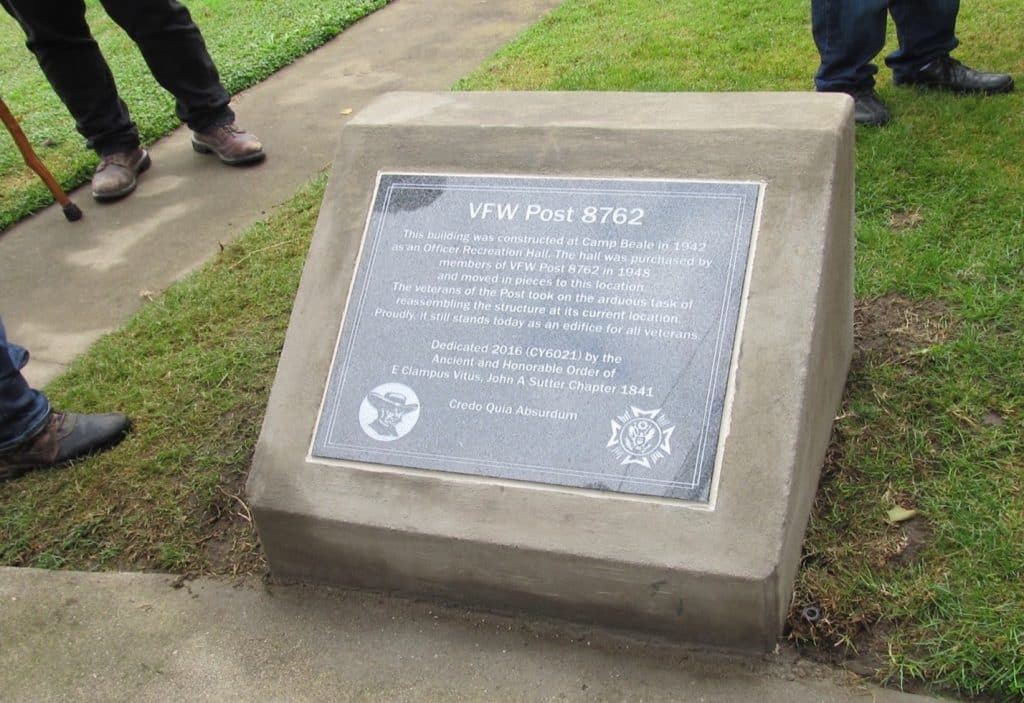 VFW Post 8762
This building was constructed at Camp Beale in 1942
as an Officer Recreation Hall. The hall was purchased by
members of VFW Post 8762 in 1948
and moved in pieces to this location.
The veterans of the Post took on the arduous task of
reassembling the structure at its current location.
Proudly, it still stands today as an edifice for all veterans.
Dedicated 2016 (CY6021) by the
Ancient and Honorable Order of
E Clampus Vitus, John A Sutter Chapter 1841
Credo Quia Absurdum